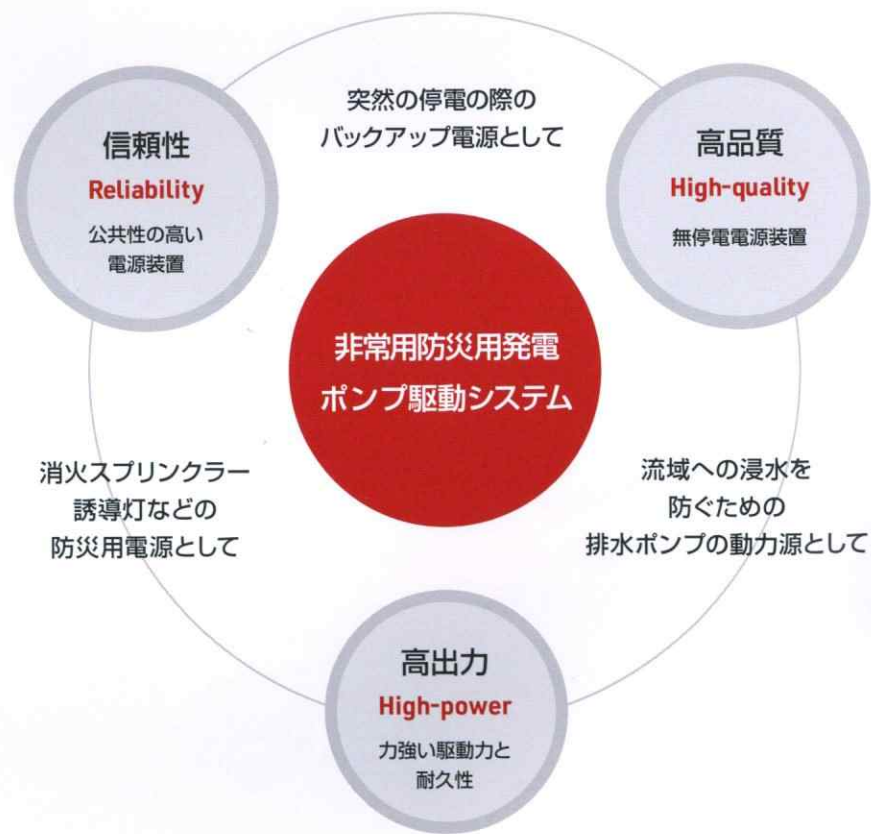 突然の停電の際の
バックアップ電源として
信頼性
Reliability
公共性の高い
電源装置
高品質
High-quality
無停電電源装置
非常用防災用発電
ポンプ駆動システム
消火スプリンクラー
誘導灯などの
防災用電源として
流域への浸水を
防ぐための
排水ポンプの動力源として
高出力
High-power
力強い駆動力と
耐久性